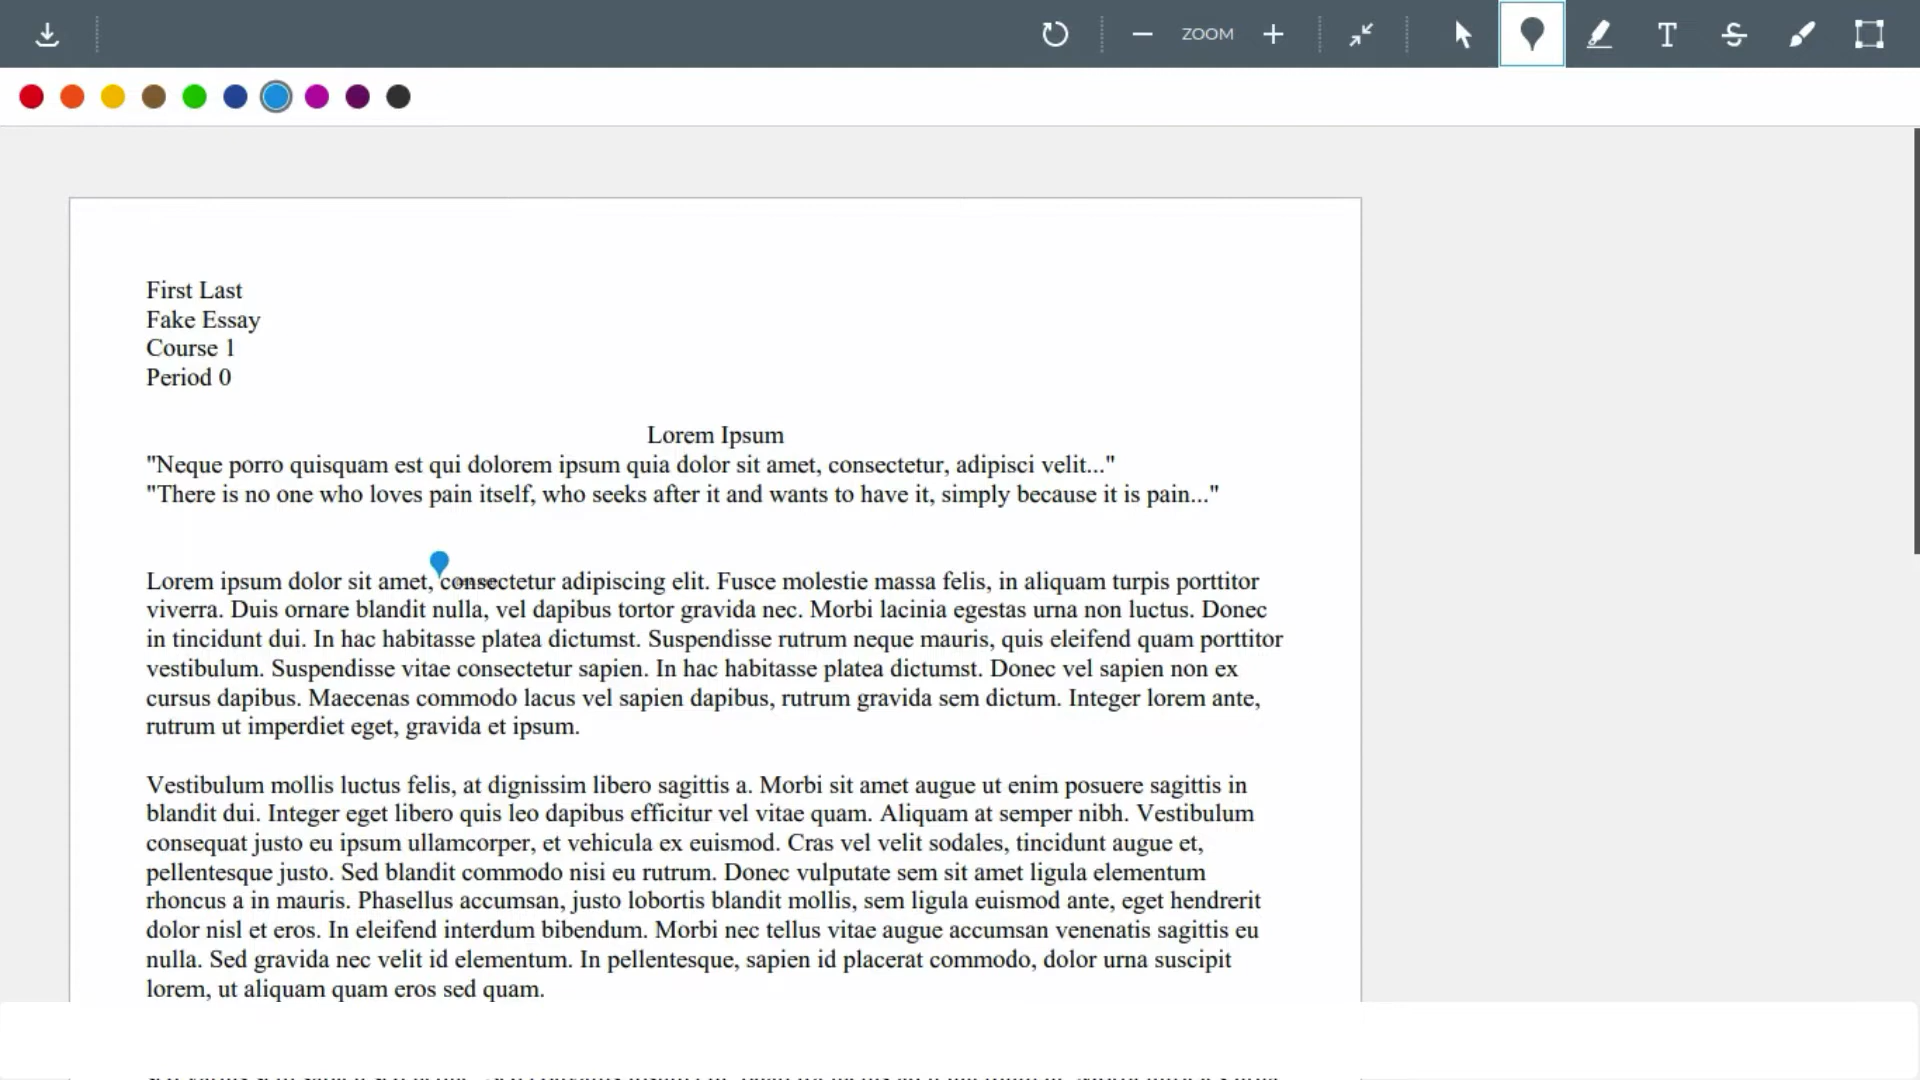 ZOOM
First Last
Fake Essay
Course 1
Period 0
Lorem Ipsum
"Neque porro quisquam est qui dolorem ipsum quia dolor sit amet, consectetur, adipisci velit..."
"There is no one who loves pain itself, who seeks after it and wants to have it, simply because it is pain..."
Lorem ipsum dolor sit amet, consectetur adipiscing elit. Fusce molestie massa felis, in aliquam turpis porttitor
viverra. Duis ornare blandit nulla, vel dapibus tortor gravida nec. Morbi lacinia egestas urna non luctus. Donec
in tincidunt dui. In hac habitasse platea dictumst. Suspendisse rutrum neque mauris, quis eleifend quam porttitor
vestibulum. Suspendisse vitae consectetur sapien. In hac habitasse platea dictumst. Donec vel sapien non ex
cursus dapibus. Maecenas commodo lacus vel sapien dapibus, rutrum gravida sem dictum. Integer lorem ante,
rutrum ut imperdiet eget, gravida et ipsum.
Vestibulum mollis luctus felis, at dignissim libero sagittis a. Morbi sit amet augue ut enim posuere sagittis in
blandit dui. Integer eget libero quis leo dapibus efficitur vel vitae quam. Aliquam at semper nibh. Vestibulum
consequat justo eu ipsum ullamcorper, et vehicula ex euismod. Cras vel velit sodales, tincidunt augue et,
pellentesque justo. Sed blandit commodo nisi eu rutrum. Donec vulputate sem sit amet ligula elementum
rhoncus a in mauris. Phasellus accumsan, justo lobortis blandit mollis, sem ligula euismod ante, eget hendrerit
dolor nisl et eros. In eleifend interdum bibendum. Morbi nec tellus vitae augue accumsan venenatis sagittis eu
nulla. Sed gravida nec velit id elementum. In pellentesque, sapien id placerat commodo, dolor urna suscipit
lorem, ut aliquam quam eros sed quam.